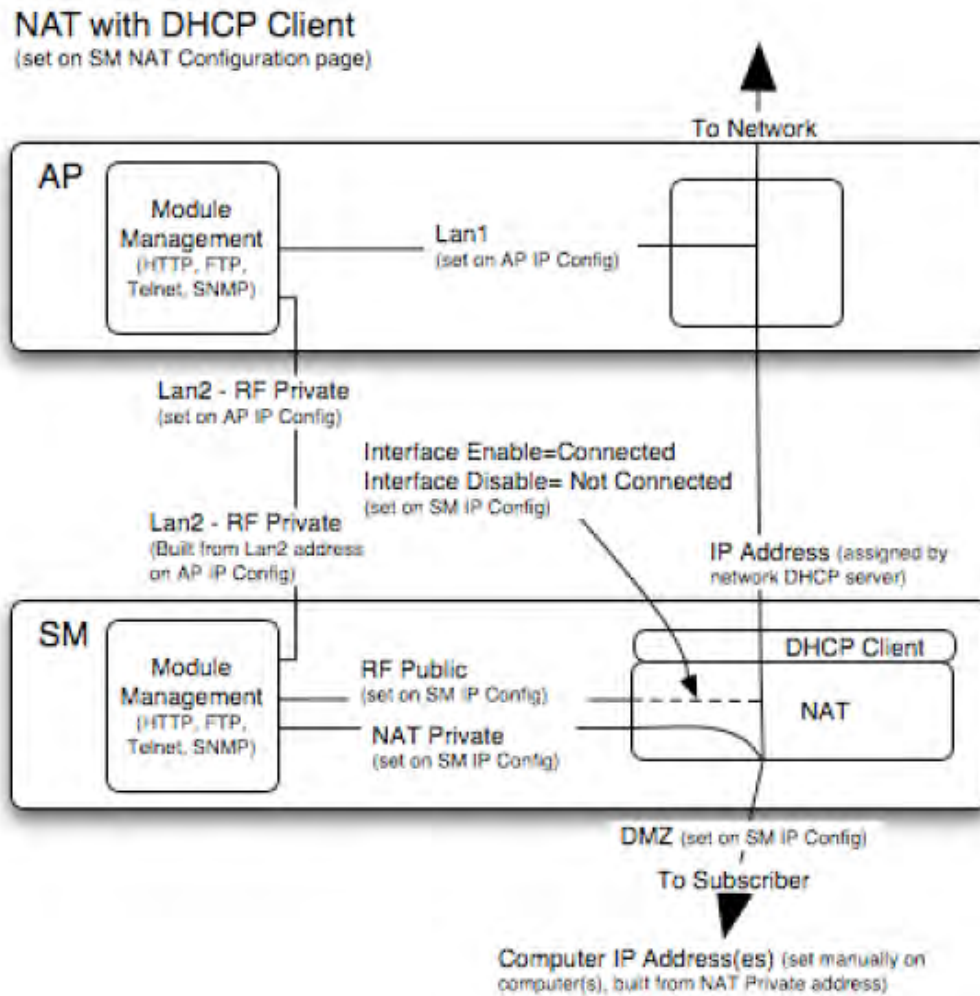 NAT with DHCP Client
(set on SM NAT Configuration page)
To Network
AP
Module
Management
(HTTP, FTP,
Telnet, SNMP)
Lan1
(set on AP IP Config)
Lan2 - RF Private
(set on AP IP Config)
Interface Enable=Connected
Interface Disable= Not Connected
(set on SM IP Config)
Lan2 - RF Private
(Built from Lan2 address
on AP IP Config)
IP Address (assigned by
network DHCP server)
SM
Module
Management
(HTTP, FTP,
Telnet, SNMP)
RF Public
(set on SM IP Config)
NAT Private
(set on SM IP Config)
DHCP Client
NAT
DMZ (set on SM IP Config)
To Subscriber
Computer IP Address(es) (set manually on
computer(s), built from NAT Private address)